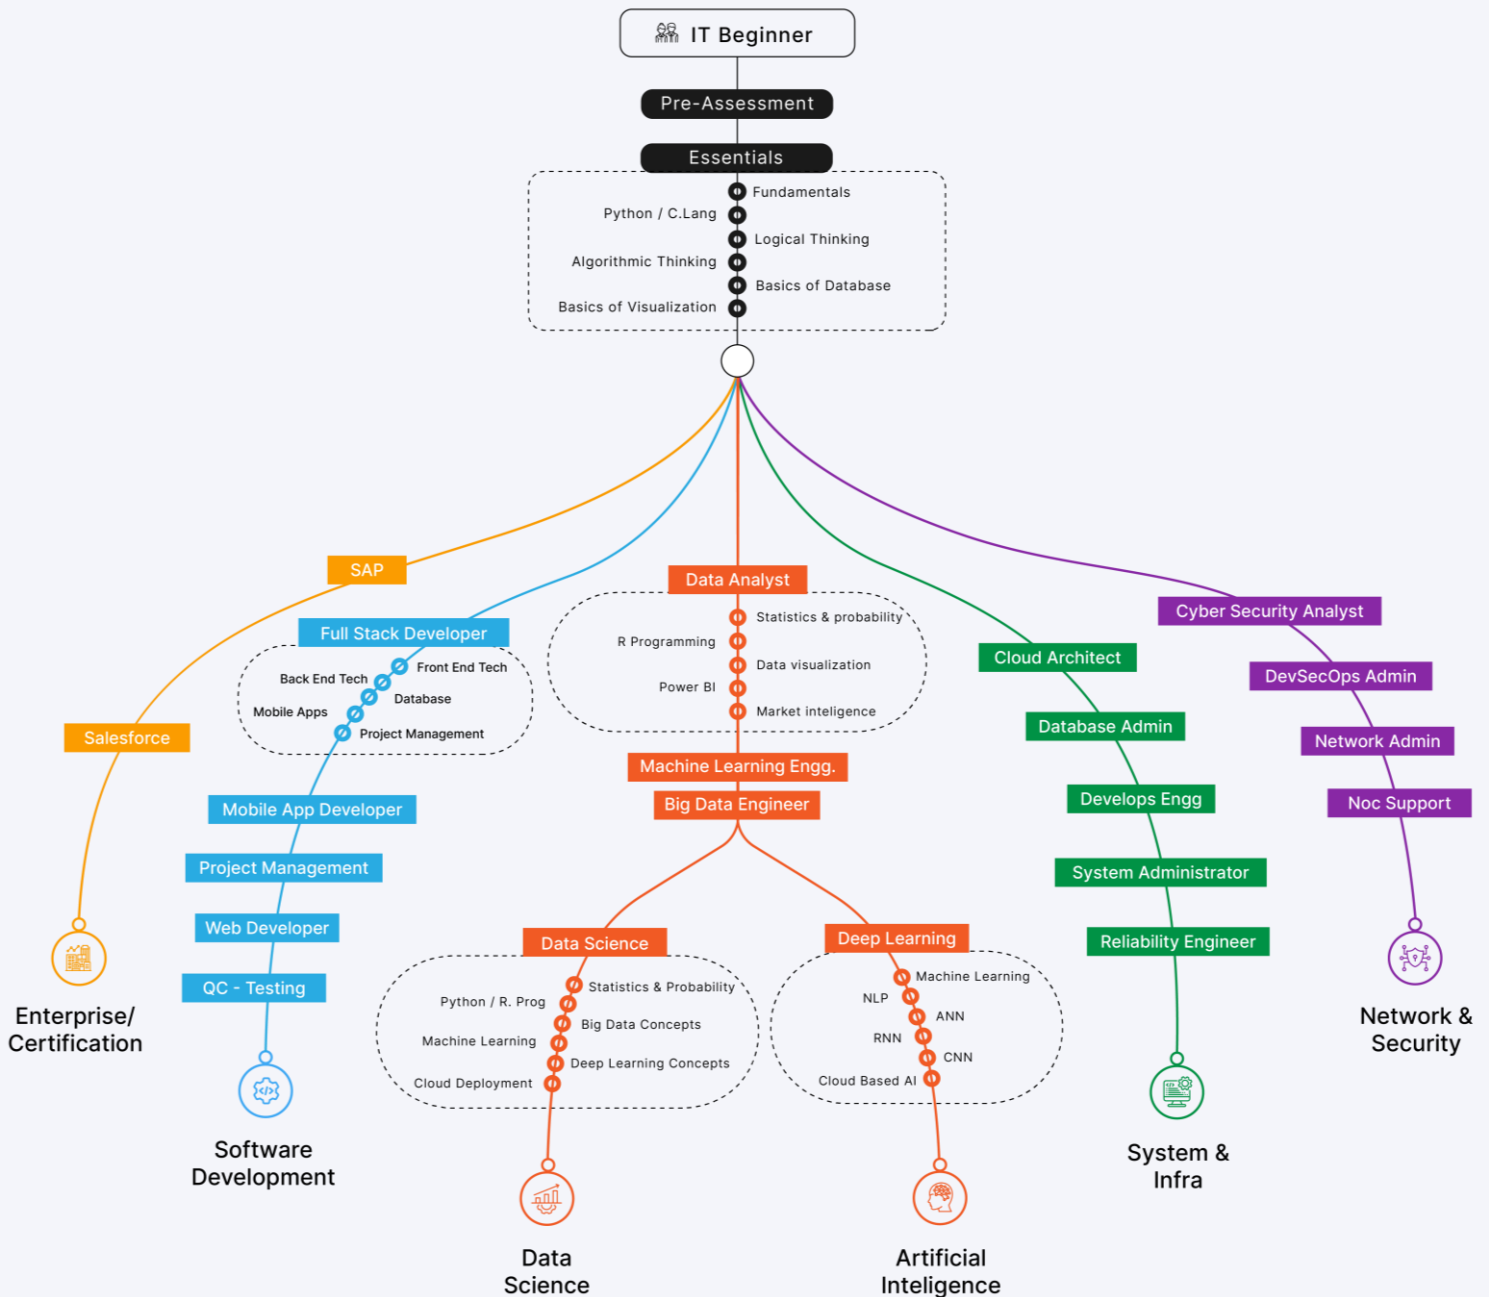 IT Beginner
Pre-Assessment
Essentials
Fundamentals
Python / C.Lang
Logical Thinking
Algorithmic Thinking
Basics of Database
Basics of Visualization
SAP
Salesforce
Enterprise/
Certification
Full Stack Developer
Front End Tech
Back End Tech
Database
Mobile Apps
Project Management
Mobile App Developer
Project Management
Web Developer
QC - Testing
Software
Development
Data Analyst
Statistics & probability
R Programming
Data visualization
Power BI
Market inteligence
Machine Learning Engg.
Big Data Engineer
Data Science
Statistics & Probability
Python / R. Prog
Big Data Concepts
Machine Learning
Deep Learning Concepts
Cloud Deployment
Data
Science
Deep Learning
Machine Learning
NLP
ANN
RNN
CNN
Cloud Based AI
Artificial
Inteligence
Cloud Architect
Database Admin
Develops Engg
System Administrator
Reliability Engineer
System &
Infra
Cyber Security Analyst
DevSecOps Admin
Network Admin
Noc Support
Network &
Security